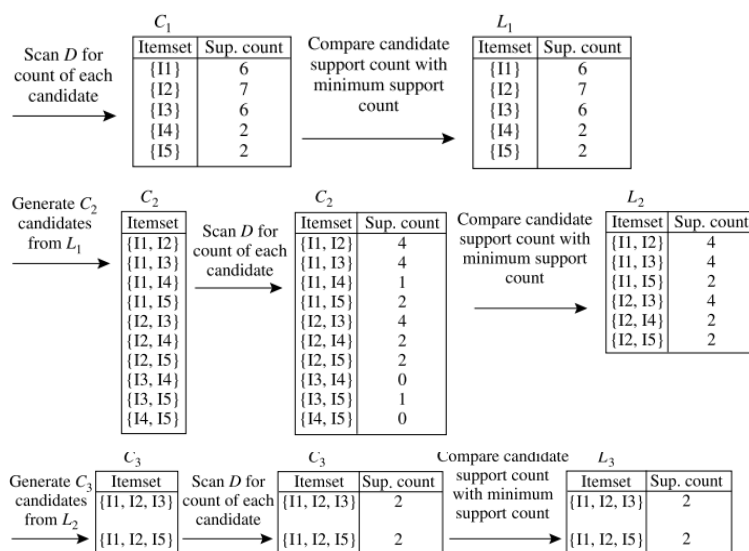 C1
L1
Scan D for
count of each
candidate
Itemset Sup. count
{I1} 6
{I2} 7
{I3} 6
{I4} 2
{I5} 2
Compare candidate
support count with
minimum support
count
Itemset Sup. count
{I1} 6
{I2} 7
{I3} 6
{I4} 2
{I5} 2
Generate C2
candidates
from L1
C2
Itemset
{I1, I2}
{I1, I3}
{I1, I4}
{I1, I5}
{I2, I3}
{I2, I4}
{I2, I5}
{I3, I4}
{I3, I5}
{I4, I5}
Scan D for
count of each
candidate
C2
Itemset Sup. count
{I1, I2} 4
{I1, I3} 4
{I1, I4} 1
{I1, I5} 2
{I2, I3} 4
{I2, I4} 2
{I2, I5} 2
{I3, I4} 0
{I3, I5} 1
{I4, I5} 0
Compare candidate
support count with
minimum support
count
L2
Itemset Sup. count
{I1, I2} 4
{I1, I3} 4
{I1, I5} 2
{I2, I3} 4
{I2, I4} 2
{I2, I5} 2
Generate C3
candidates
from L2
C3
Itemset
{I1, I2, I3}
{I1, I2, I5}
Scan D for
count of each
candidate
C3
Itemset Sup. count
{I1, I2, I3} 2
{I1, I2, I5} 2
Compare candidate
support count
with minimum
support count
L3
Itemset Sup. count
{I1, I2, I3} 2
{I1, I2, I5} 2